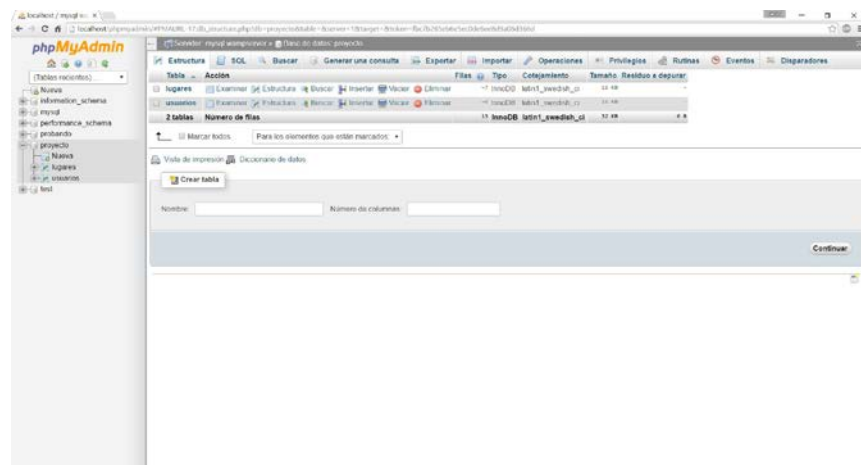 localhost / mysql
phpMyAdmin
(Tablas recientes) ...
Nueva
information_schema
mysql
performance_schema
probando
proyecto
Nueva
lugares
usuarios
test
Servidor: mysql wampserver » Base de datos: proyecto
Estructura SQL Buscar Generar una consulta Exportar Importar Operaciones Privilegios Rutinas Eventos Disparadores
Tabla Acción Filas Tipo Cotejamiento Tamaño Residuo a depurar
lugares Examinar Estructura Buscar Insertar Vaciar Eliminar InnoDB latin1_swedish_ci
usuarios Examinar Estructura Buscar Insertar Vaciar Eliminar InnoDB latin1_swedish_ci
2 tablas Número de filas InnoDB latin1_swedish_ci
Marcar todos Para los elementos que están marcados:
Vista de impresión Diccionario de datos
Crear tabla
Nombre: Número de columnas:
Continuar